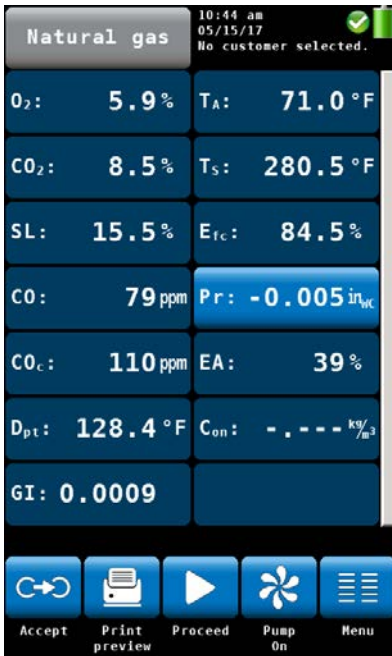 Natural gas
10:44 am
05/15/17
No customer selected.
O₂: 5.9% Tᴀ: 71.0°F
CO₂: 8.5% Tₛ: 280.5°F
SL: 15.5% Efc: 84.5%
CO: 79 ppm Pr: -0.005 inwc
COc: 110 ppm EA: 39%
Dpt: 128.4°F Con: -.--- kg/m³
GI: 0.0009
Accept Print preview Proceed Pump On Menu